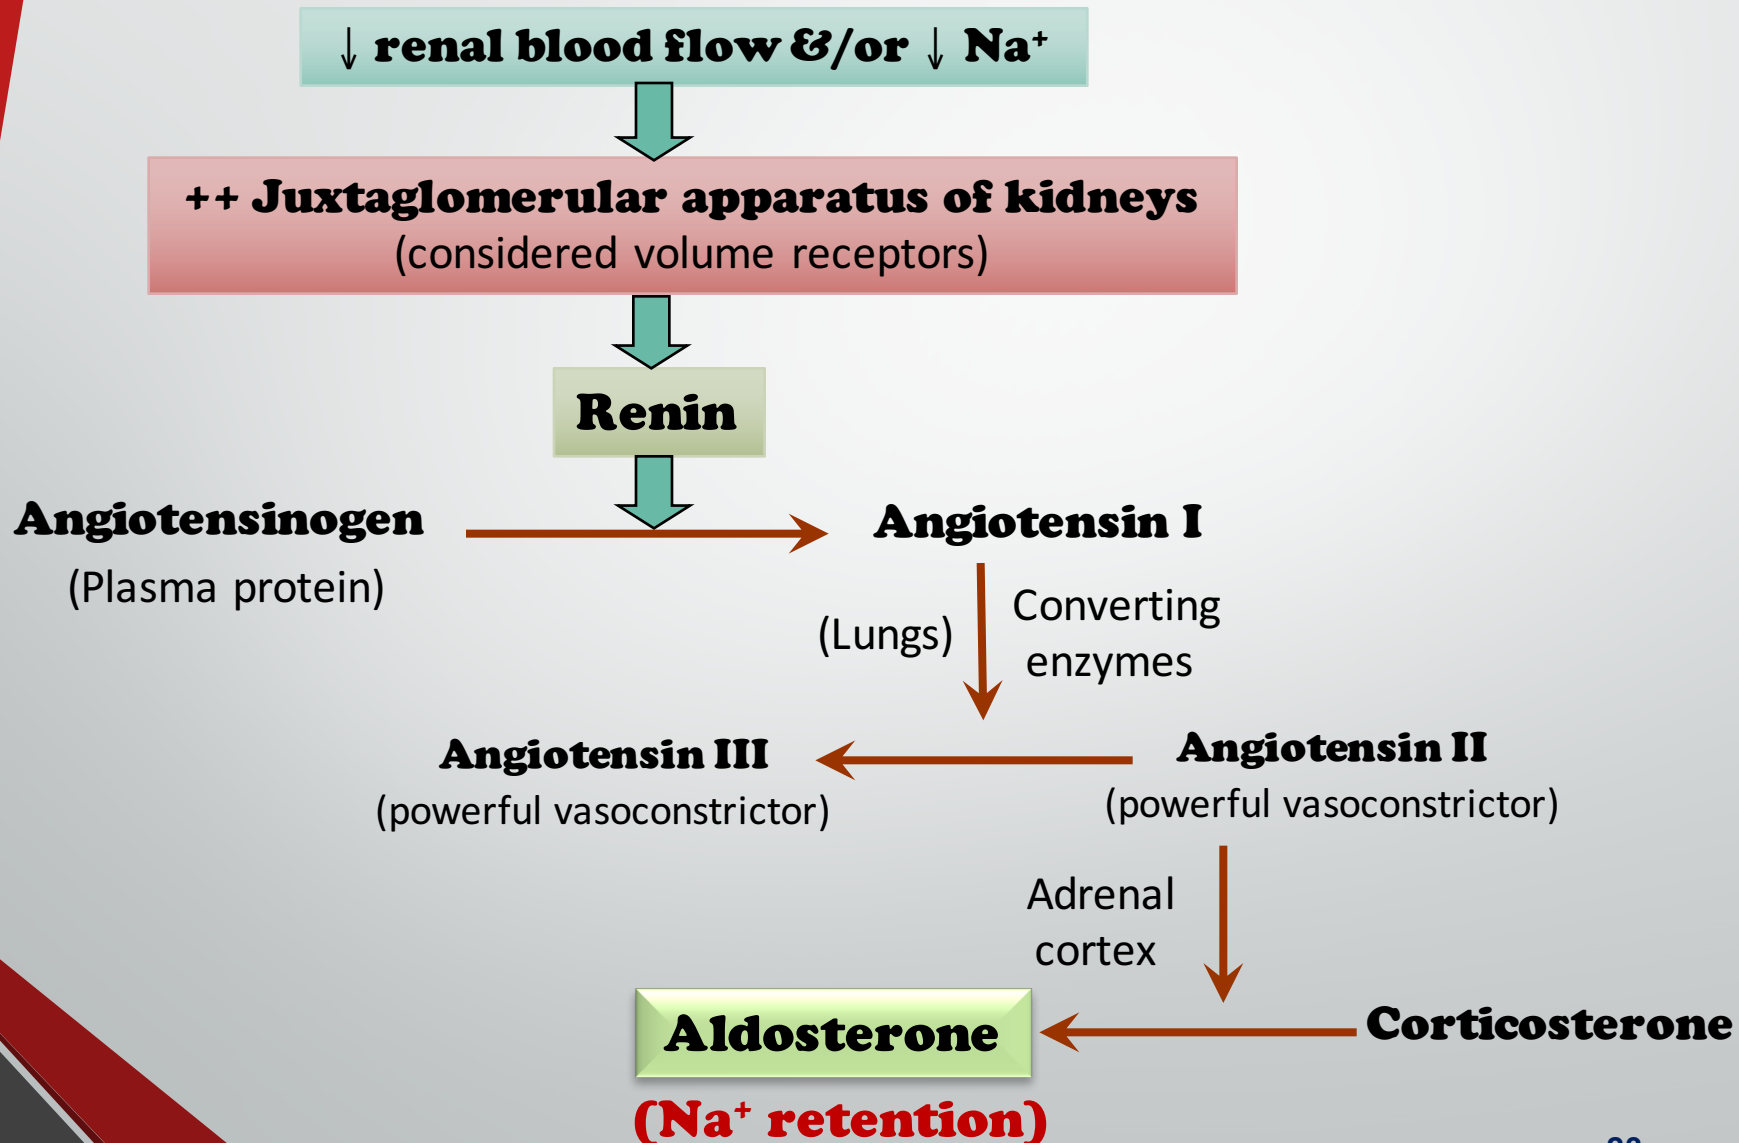 ↓ renal blood flow &/or ↓ Na⁺
++ Juxtaglomerular apparatus of kidneys
(considered volume receptors)
Renin
Angiotensinogen
(Plasma protein)
Angiotensin I
(Lungs)
Converting
enzymes
Angiotensin III
(powerful vasoconstrictor)
Angiotensin II
(powerful vasoconstrictor)
Adrenal
cortex
Aldosterone
Corticosterone
(Na⁺ retention)